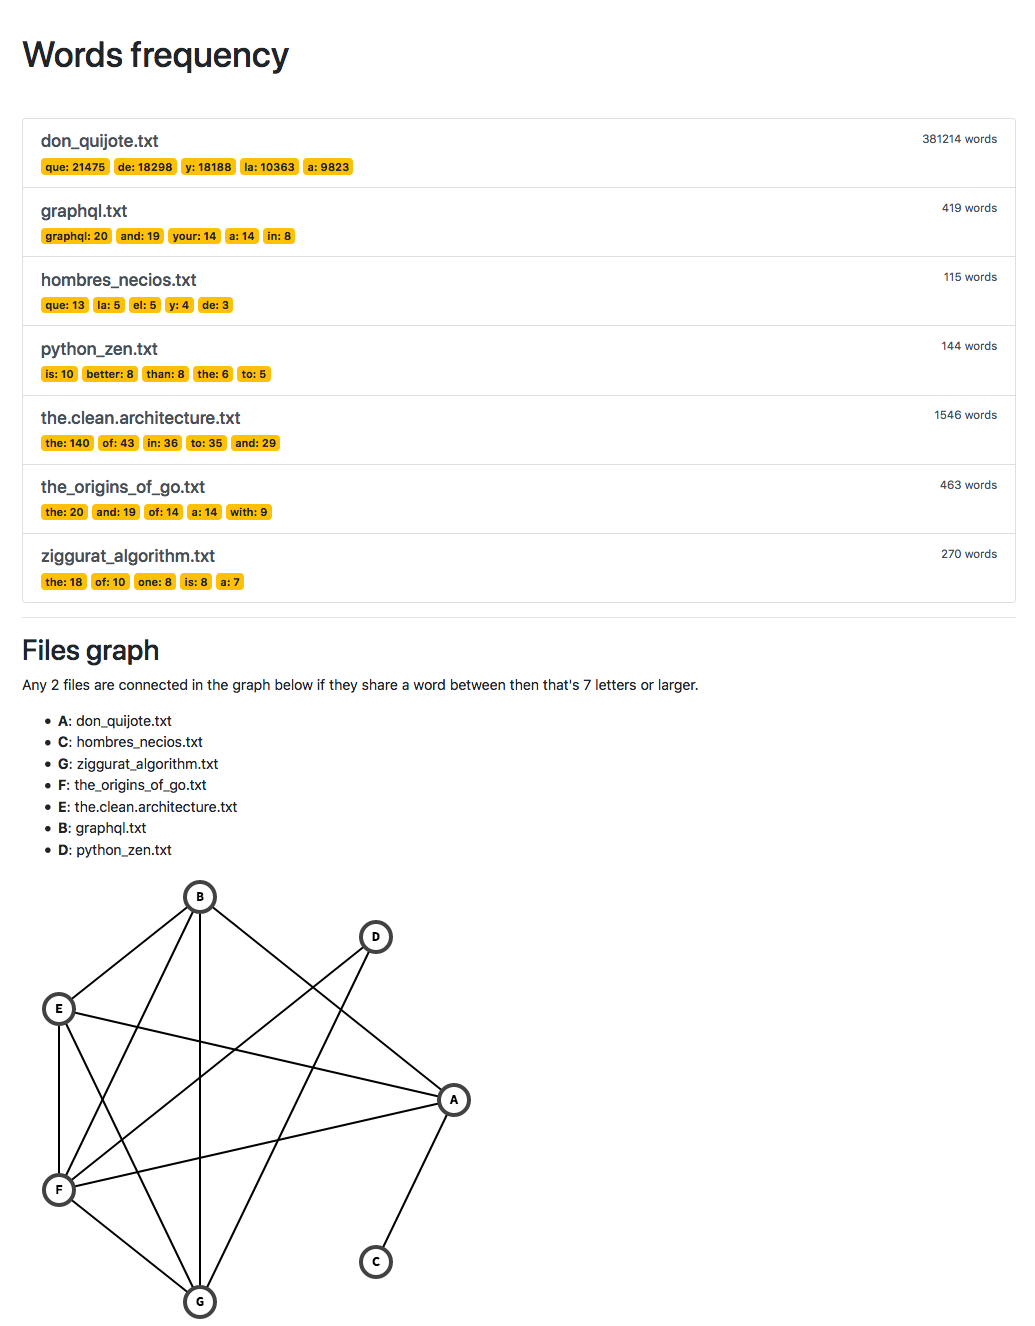 Words frequency
don_quijote.txt 381214 words
que: 21475 de: 18298 y: 18188 la: 10363 a: 9823
graphql.txt 419 words
graphql: 20 and: 19 your: 14 a: 14 in: 8
hombres_necios.txt 115 words
que: 13 la: 5 el: 5 y: 4 de: 3
python_zen.txt 144 words
is: 10 better: 8 than: 8 the: 6 to: 5
the.clean.architecture.txt 1546 words
the: 140 of: 43 in: 36 to: 35 and: 29
the_origins_of_go.txt 463 words
the: 20 and: 19 of: 14 a: 14 with: 9
ziggurat_algorithm.txt 270 words
the: 18 of: 10 one: 8 is: 8 a: 7
Files graph
Any 2 files are connected in the graph below if they share a word between then that's 7 letters or larger.
• A: don_quijote.txt
• C: hombres_necios.txt
• G: ziggurat_algorithm.txt
• F: the_origins_of_go.txt
• E: the.clean.architecture.txt
• B: graphql.txt
• D: python_zen.txt
B
D
E
A
F
C
G